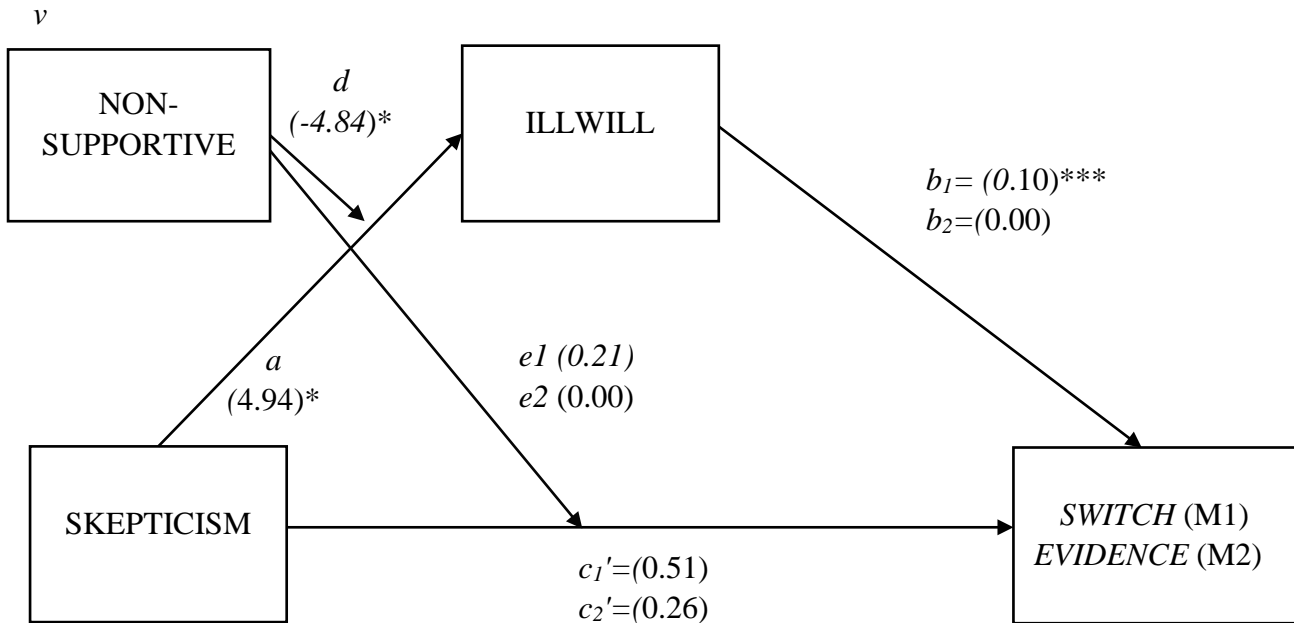 v
NON-
SUPPORTIVE
d
(-4.84)*
ILLWILL
b1= (0.10)***
b2=(0.00)
a
(4.94)*
e1 (0.21)
e2 (0.00)
SKEPTICISM
SWITCH (M1)
EVIDENCE (M2)
c1'=(0.51)
c2'=(0.26)